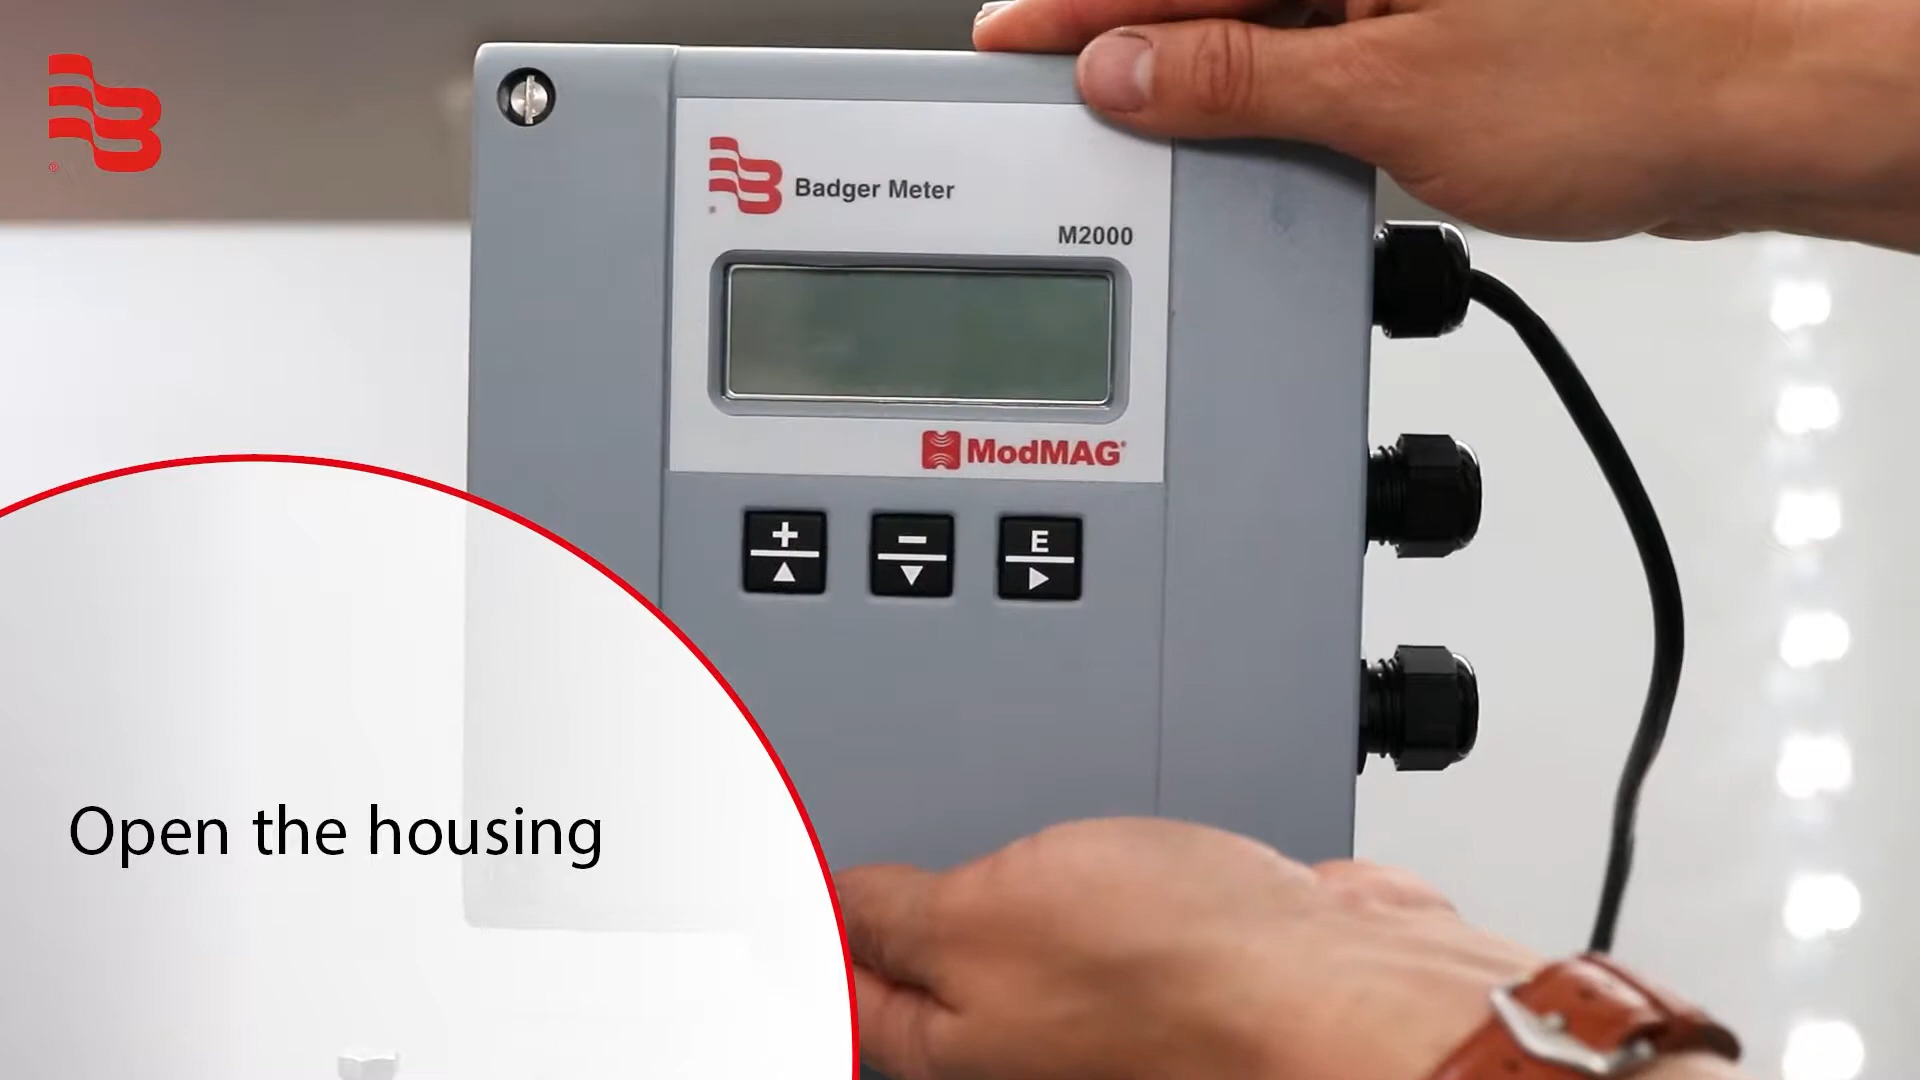 Badger Meter
M2000
ModMAG®
+
−
E
Open the housing